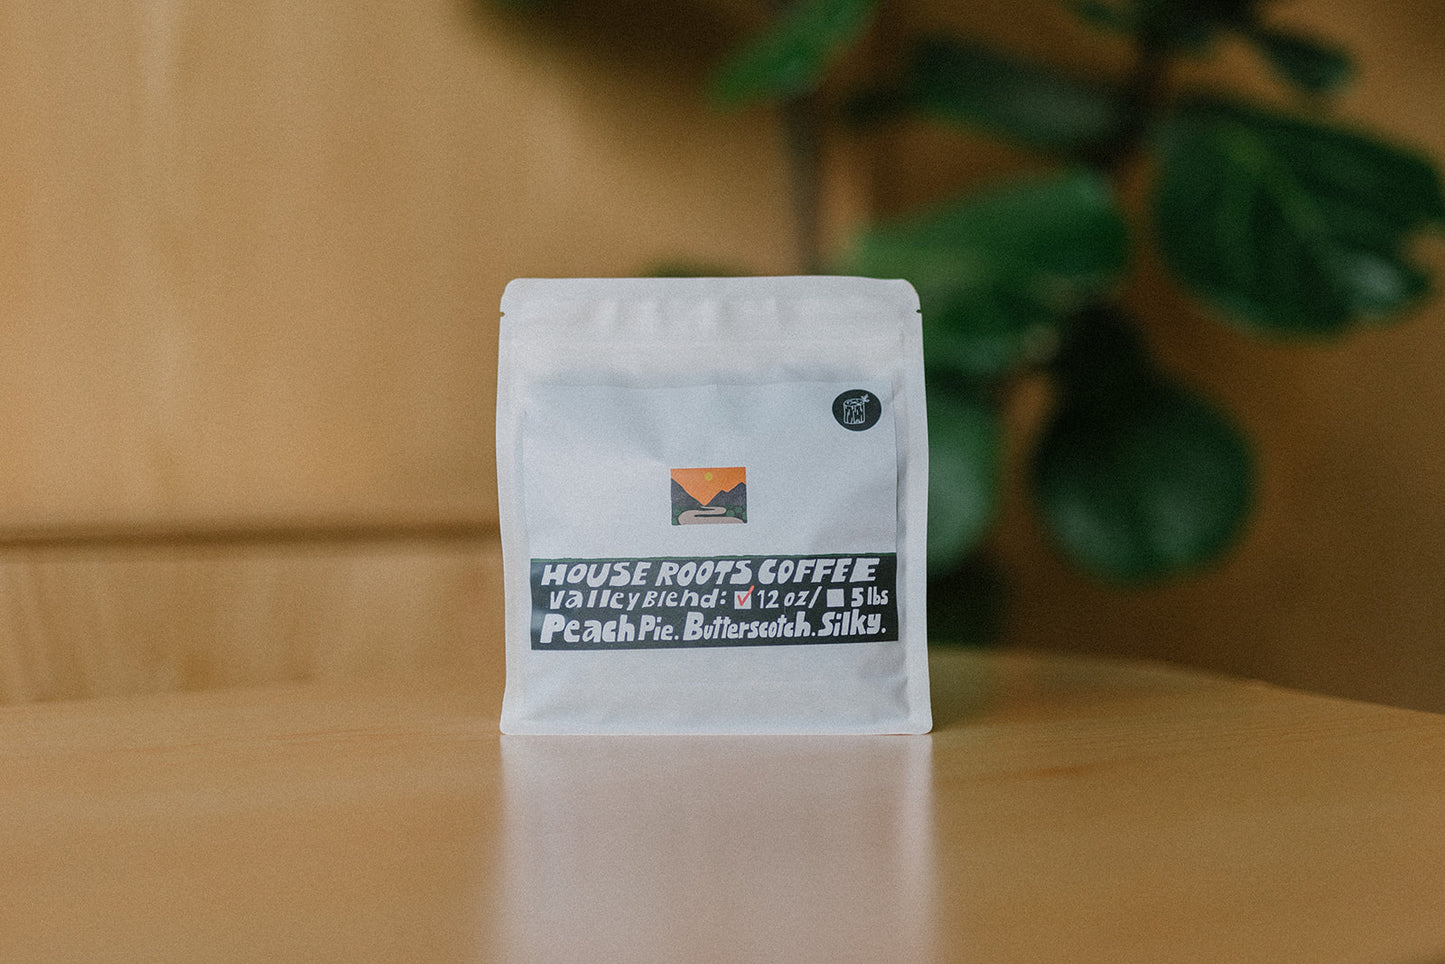 HOUSE ROOTS COFFEE
Valley Blend: 12 oz/ 5 lbs
Peach Pie. Butterscotch. Silky.